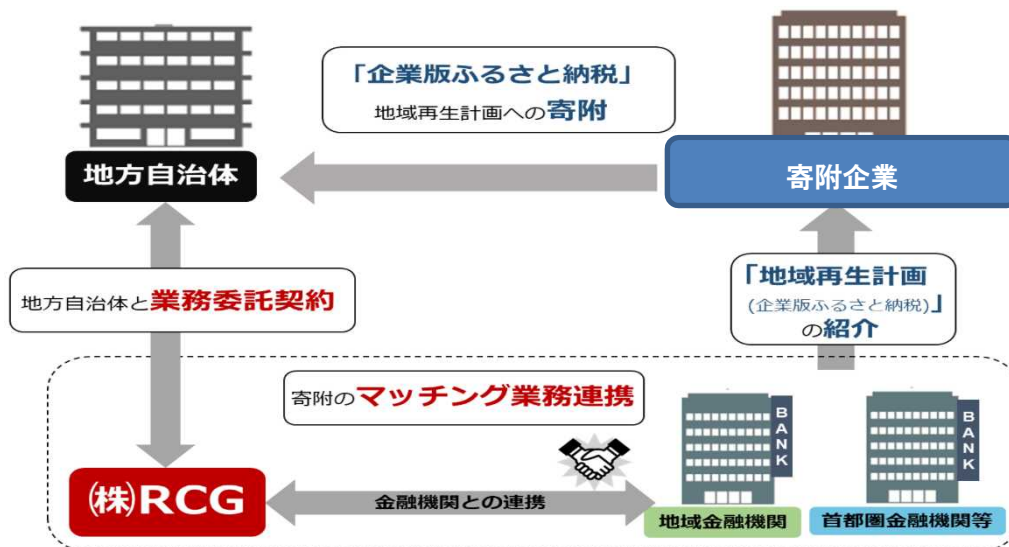 「企業版ふるさと納税」
地域再生計画への寄附
地方自治体
寄附企業
地方自治体と業務委託契約
「地域再生計画
(企業版ふるさと納税)」
の紹介
寄附のマッチング業務連携
BANK
BANK
㈱RCG
金融機関との連携
地域金融機関
首都圏金融機関等